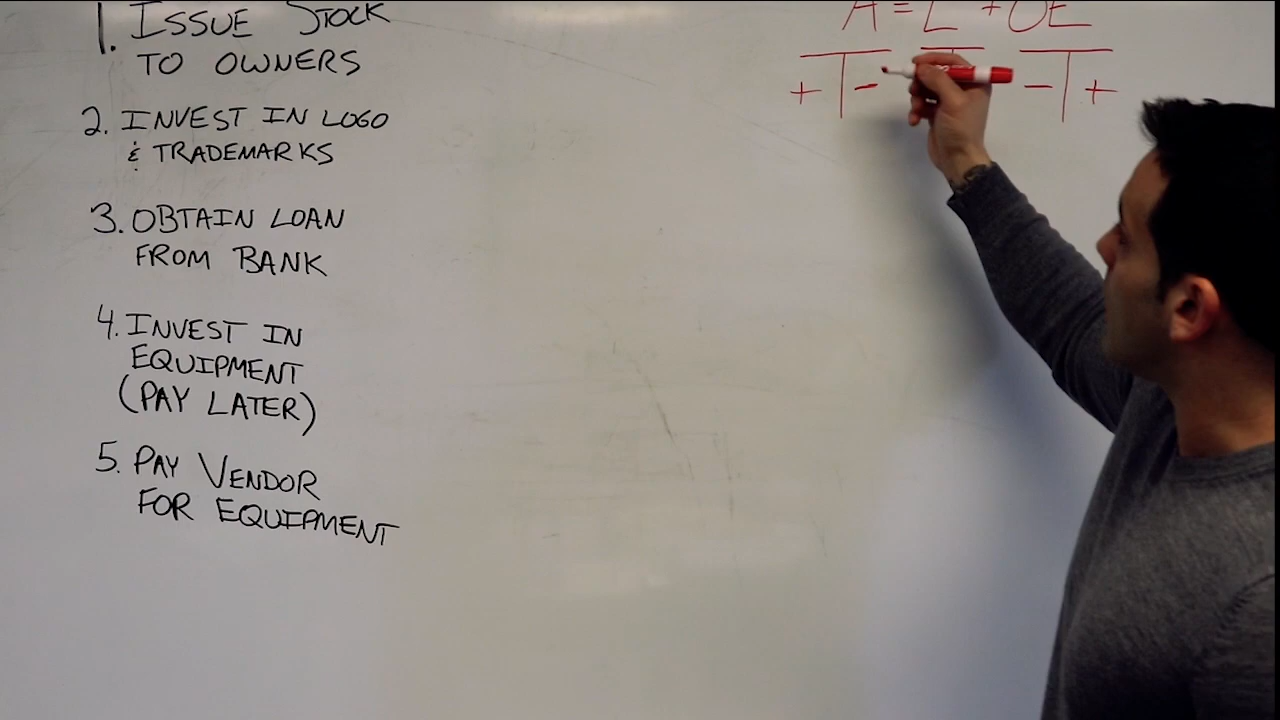 1. ISSUE STOCK
TO OWNERS
2. INVEST IN LOGO
& TRADEMARKS
3. OBTAIN LOAN
FROM BANK
4. INVEST IN
EQUIPMENT
(PAY LATER)
5. PAY VENDOR
FOR EQUIPMENT
A = L + OE
+ - - +